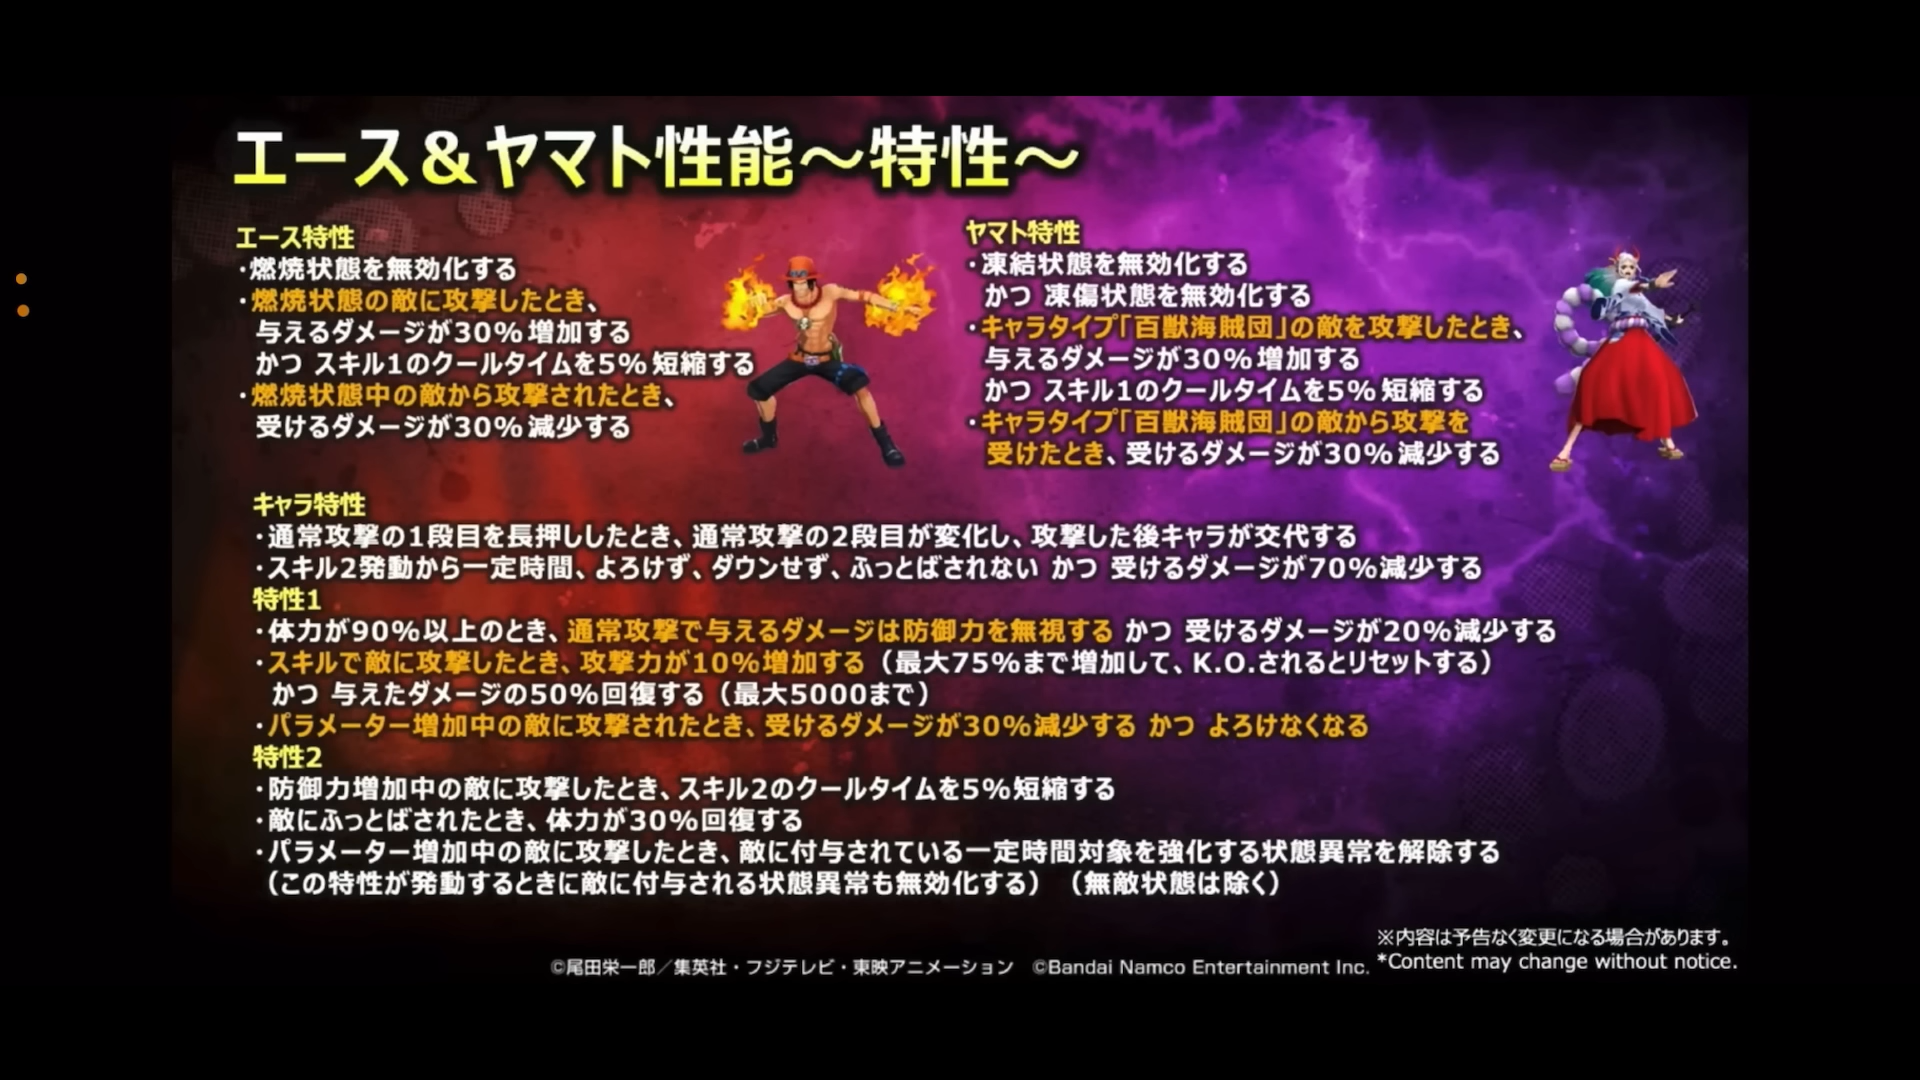 エース&ヤマト性能～特性～
エース特性
・燃焼状態を無効化する
・燃焼状態の敵に攻撃したとき、
与えるダメージが30%増加する
かつ スキル1のクールタイムを5%短縮する
・燃焼状態中の敵から攻撃されたとき、
受けるダメージが30%減少する
ヤマト特性
・凍結状態を無効化する
かつ 凍傷状態を無効化する
・キャラタイプ「百獣海賊団」の敵を攻撃したとき、
与えるダメージが30%増加する
かつ スキル1のクールタイムを5%短縮する
・キャラタイプ「百獣海賊団」の敵から攻撃を
受けたとき、受けるダメージが30%減少する
キャラ特性
・通常攻撃の1段目を長押ししたとき、通常攻撃の2段目が変化し、攻撃した後キャラが交代する
・スキル2発動から一定時間、よろけず、ダウンせず、ふっとばされない かつ 受けるダメージが70%減少する
特性1
・体力が90%以上のとき、通常攻撃で与えるダメージは防御力を無視する かつ 受けるダメージが20%減少する
・スキルで敵に攻撃したとき、攻撃力が10%増加する（最大75%まで増加して、K.O.されるとリセットする）
かつ 与えたダメージの50%回復する（最大5000まで）
・パラメーター増加中の敵に攻撃されたとき、受けるダメージが30%減少する かつ よろけなくなる
特性2
・防御力増加中の敵に攻撃したとき、スキル2のクールタイムを5%短縮する
・敵にふっとばされたとき、体力が30%回復する
・パラメーター増加中の敵に攻撃したとき、敵に付与されている一定時間対象を強化する状態異常を解除する
（この特性が発動するときに敵に付与される状態異常も無効化する）（無敵状態は除く）
※内容は予告なく変更になる場合があります。
*Content may change without notice.
©尾田栄一郎／集英社・フジテレビ・東映アニメーション ©Bandai Namco Entertainment Inc.